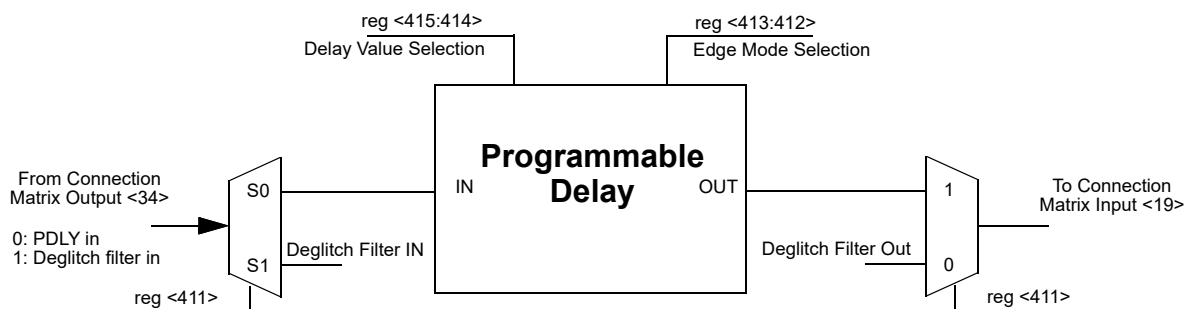 reg <415:414>
Delay Value Selection
reg <413:412>
Edge Mode Selection
Programmable
Delay
IN
OUT
From Connection
Matrix Output <34>
0: PDLY in
1: Deglitch filter in
S0
S1
Deglitch Filter IN
reg <411>
Deglitch Filter Out
1
0
To Connection
Matrix Input <19>
reg <411>